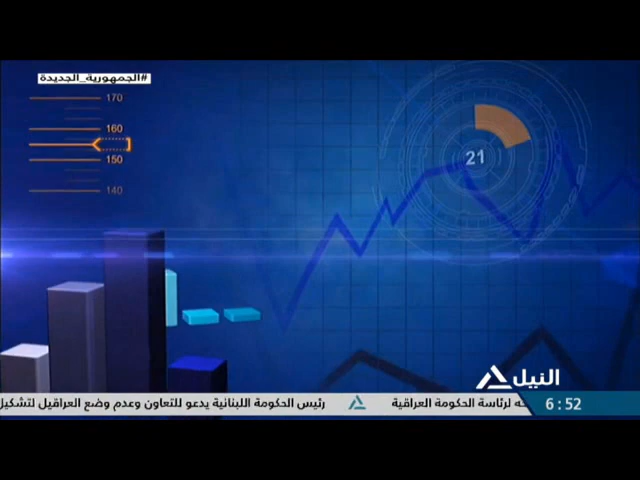 #الجمهورية_الجديدة
170
160
150
140
21
النيل
له لرئاسة الحكومة العراقية رئيس الحكومة اللبنانية يدعو للتعاون وعدم وضع العراقيل لتشكيل
6:52